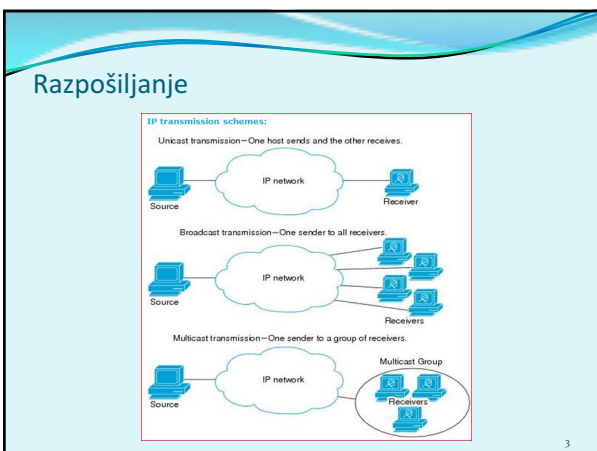 Razpošiljanje
IP transmission schemes:
Unicast transmission—One host sends and the other receives.
IP network
Source
Receiver
Broadcast transmission—One sender to all receivers.
IP network
Source
Receivers
Multicast transmission—One sender to a group of receivers.
Multicast Group
IP network
Receivers
Source
3